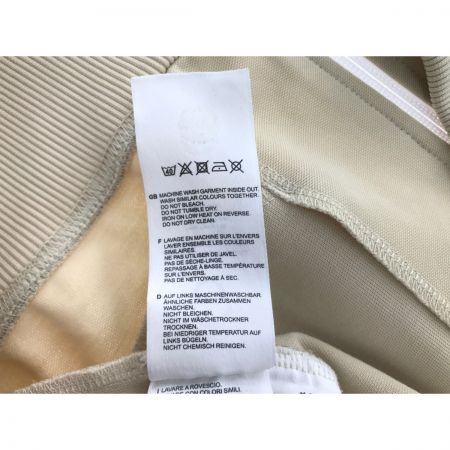 GB MACHINE WASH GARMENT INSIDE OUT.
WASH SIMILAR COLOURS TOGETHER.
DO NOT BLEACH.
DO NOT TUMBLE DRY.
IRON ON LOW HEAT ON REVERSE.
DO NOT DRY CLEAN.
F LAVAGE EN MACHINE SUR L'ENVERS
LAVER ENSEMBLE LES COULEURS
SIMILAIRES.
NE PAS UTILISER DE JAVEL.
PAS DE SÈCHE-LINGE.
REPASSAGE À BASSE TEMPÉRATURE
SUR L'ENVERS.
PAS DE NETTOYAGE À SEC.
D AUF LINKS MASCHINENWASCHBAR.
ÄHNLICHE FARBEN ZUSAMMEN
WASCHEN.
NICHT BLEICHEN.
NICHT IM WÄSCHETROCKNER
TROCKNEN.
BEI NIEDRIGER TEMPERATUR AUF
LINKS BÜGELN.
NICHT CHEMISCH REINIGEN.
I LAVARE A ROVESCIO.
LAVARE CON COLORI SIMILI.